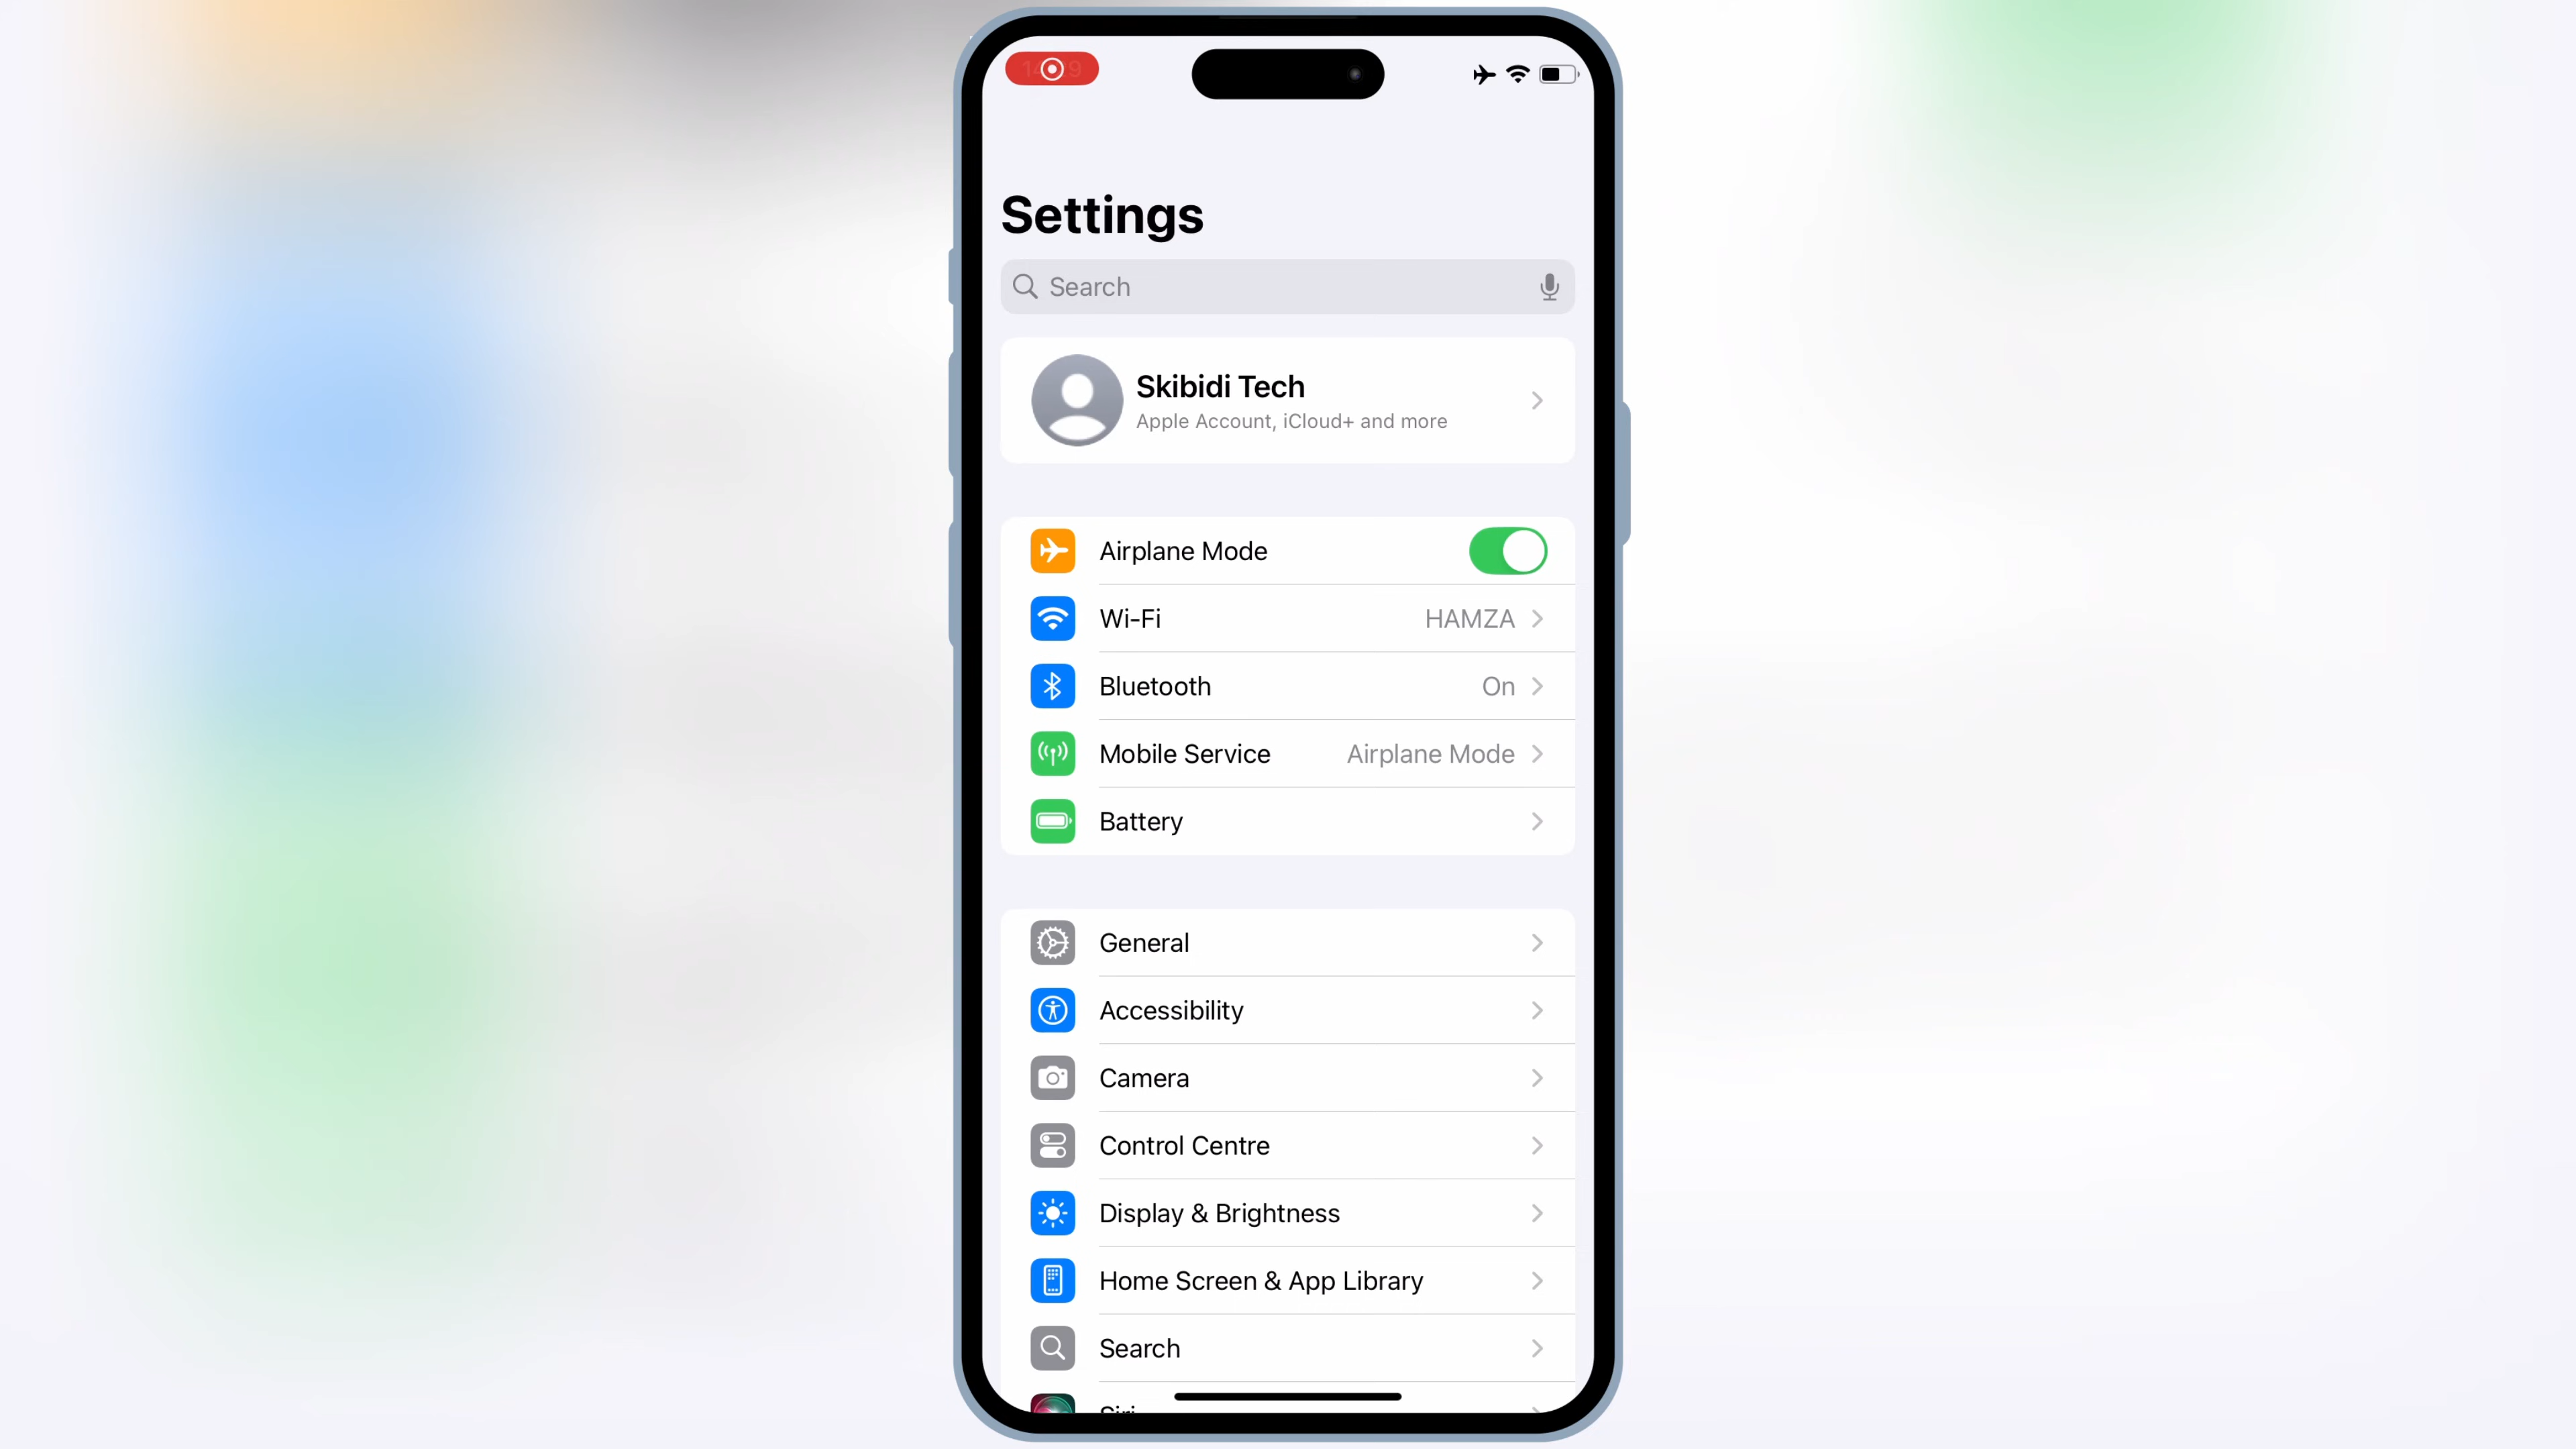 Settings
Search
Skibidi Tech
Apple Account, iCloud+ and more
Airplane Mode
Wi-Fi HAMZA
Bluetooth On
Mobile Service Airplane Mode
Battery
General
Accessibility
Camera
Control Centre
Display & Brightness
Home Screen & App Library
Search
Siri